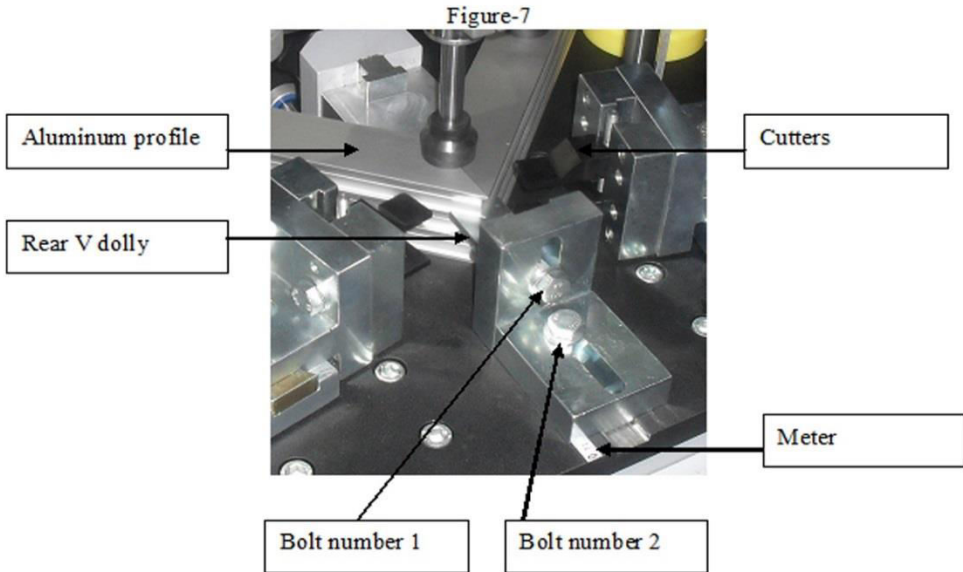 Figure-7
Aluminum profile
Cutters
Rear V dolly
Meter
Bolt number 1
Bolt number 2